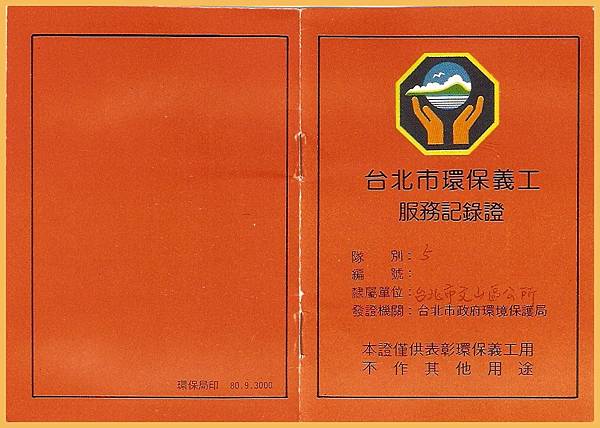 台北市環保義工
服務記錄證
隊　別：5
編　號：
隸屬單位：台北市文山區公所
發證機關：台北市政府環境保護局
本證僅供表彰環保義工用
不作其他用途
環保局印 80.9.3000